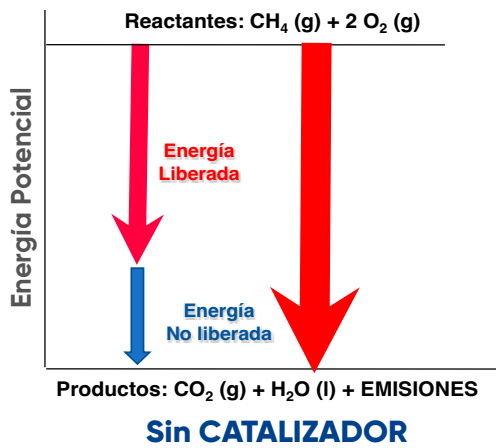 Reactantes: CH₄ (g) + 2 O₂ (g)
Energía Potencial
Energía
Liberada
Energía
No liberada
Productos: CO₂ (g) + H₂O (l) + EMISIONES
Sin CATALIZADOR